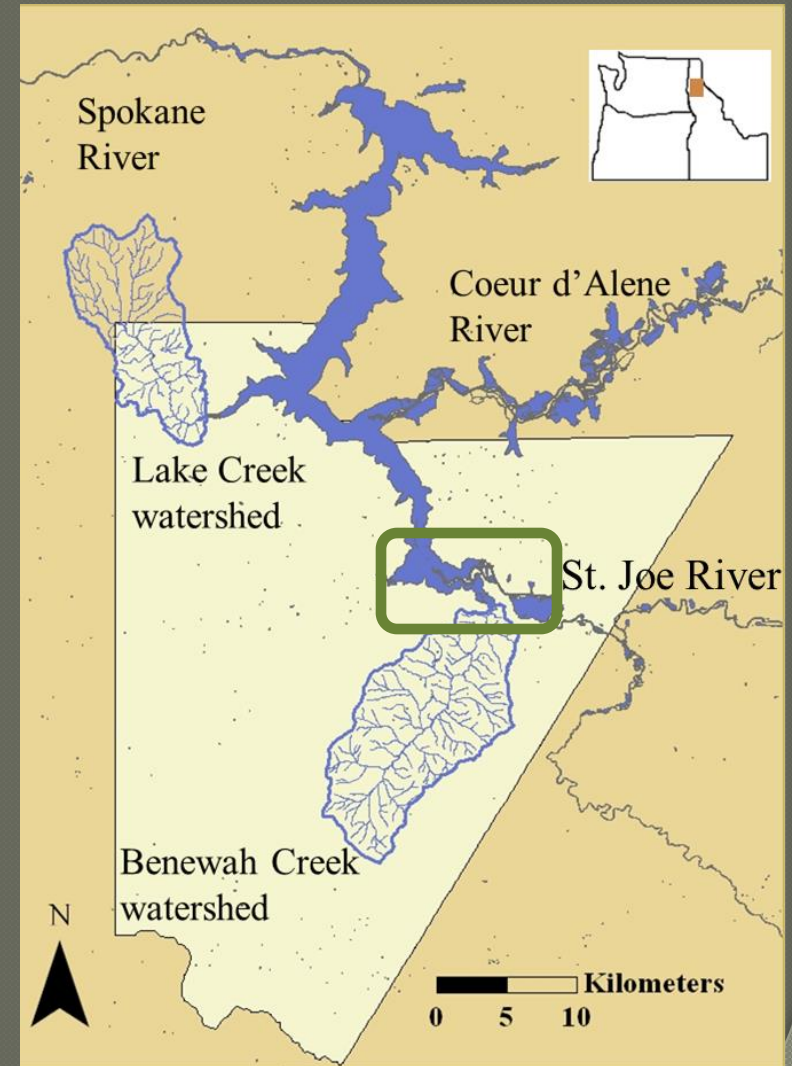 Spokane
River
Coeur d’Alene
River
Lake Creek
watershed
St. Joe River
Benewah Creek
watershed
N
Kilometers
0 5 10